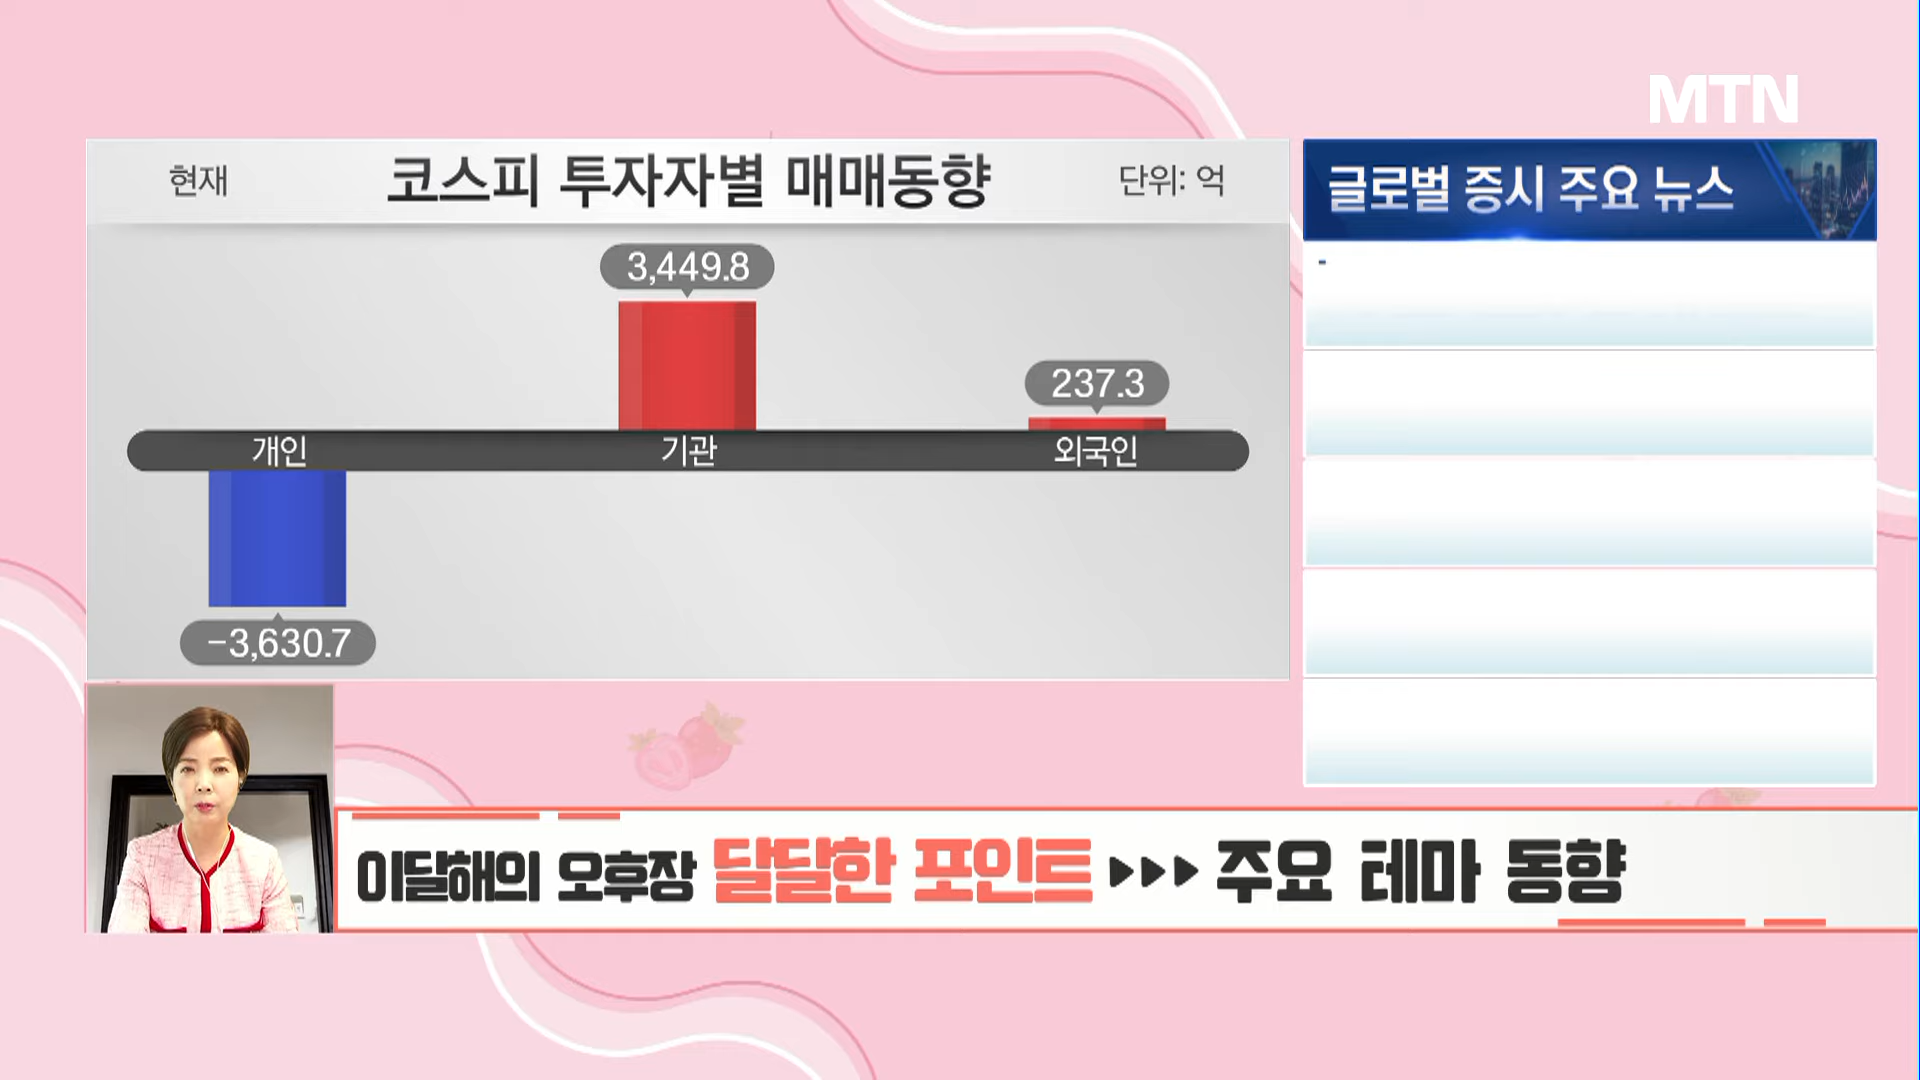 MTN
현재
코스피 투자자별 매매동향
단위: 억
3,449.8
237.3
개인
기관
외국인
-3,630.7
글로벌 증시 주요 뉴스
-
이달해의 오후장 달달한 포인트 ▶▶▶ 주요 테마 동향